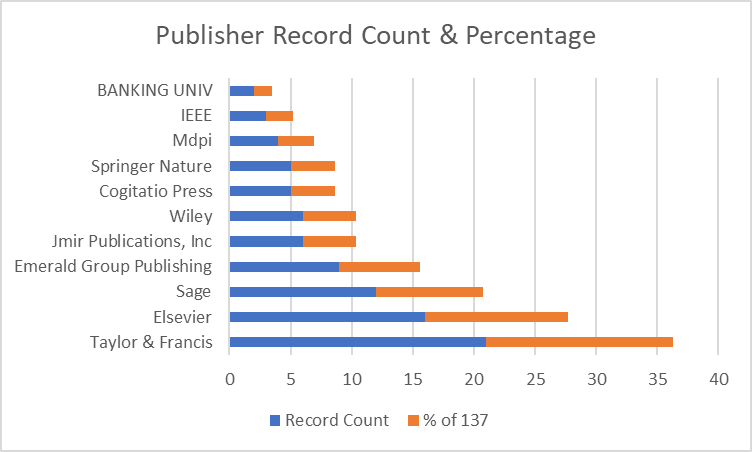 Publisher Record Count & Percentage
BANKING UNIV
IEEE
Mdpi
Springer Nature
Cogitatio Press
Wiley
Jmir Publications, Inc
Emerald Group Publishing
Sage
Elsevier
Taylor & Francis
0 5 10 15 20 25 30 35 40
Record Count % of 137